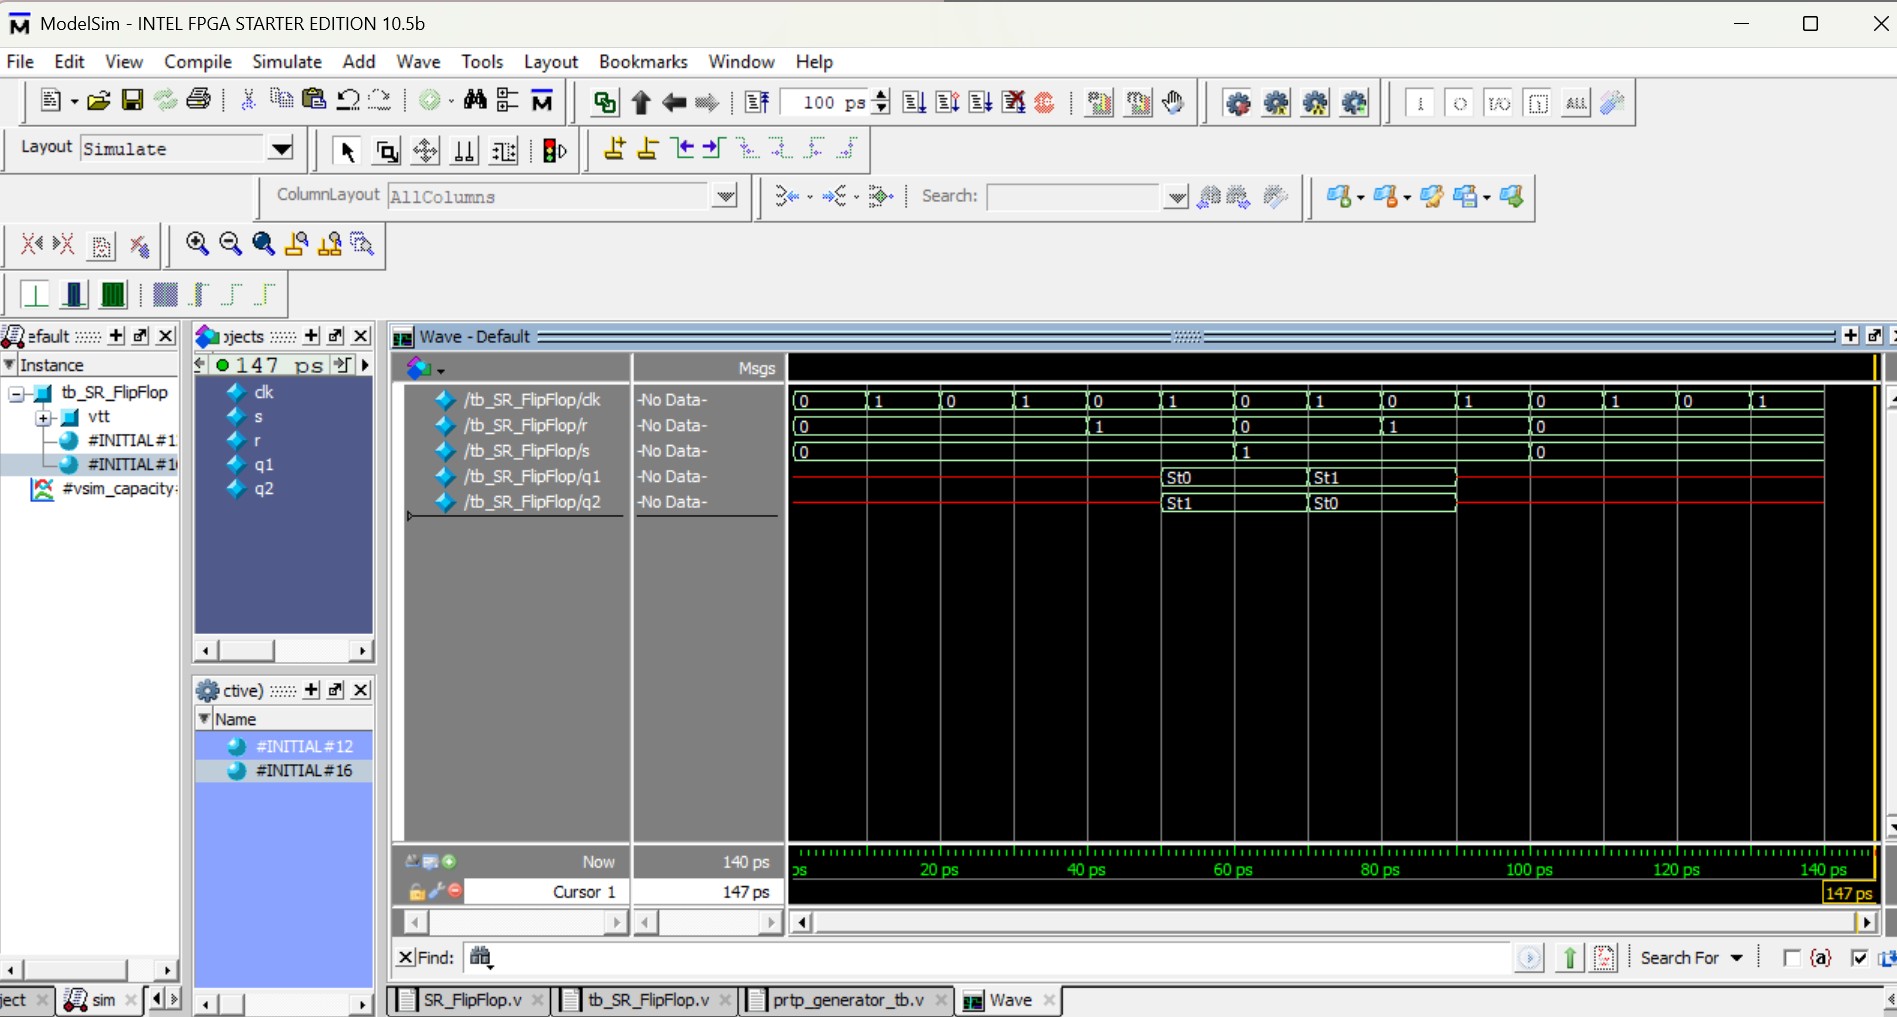 ModelSim - INTEL FPGA STARTER EDITION 10.5b
File Edit View Compile Simulate Add Wave Tools Layout Bookmarks Window Help
100 ps
ALL
Layout Simulate
ColumnLayout AllColumns
Search:
efault
Instance
tb_SR_FlipFlop
vtt
#INITIAL#1
#INITIAL#1
#vsim_capacity
jects
147 ps
clk
s
r
q1
q2
ctive)
Name
#INITIAL#12
#INITIAL#16
Wave - Default
Msgs
/tb_SR_FlipFlop/clk -No Data- 0 1 0 1 0 1 0 1 0 1 0 1 0 1
/tb_SR_FlipFlop/r -No Data- 0 1 0 1 0
/tb_SR_FlipFlop/s -No Data- 0 1 0
/tb_SR_FlipFlop/q1 -No Data- St0 St1
/tb_SR_FlipFlop/q2 -No Data- St1 St0
Now 140 ps
ps 20 ps 40 ps 60 ps 80 ps 100 ps 120 ps 140 ps
Cursor 1 147 ps
147 ps
Find: Search For {a}
ject sim
SR_FlipFlop.v tb_SR_FlipFlop.v prtp_generator_tb.v Wave